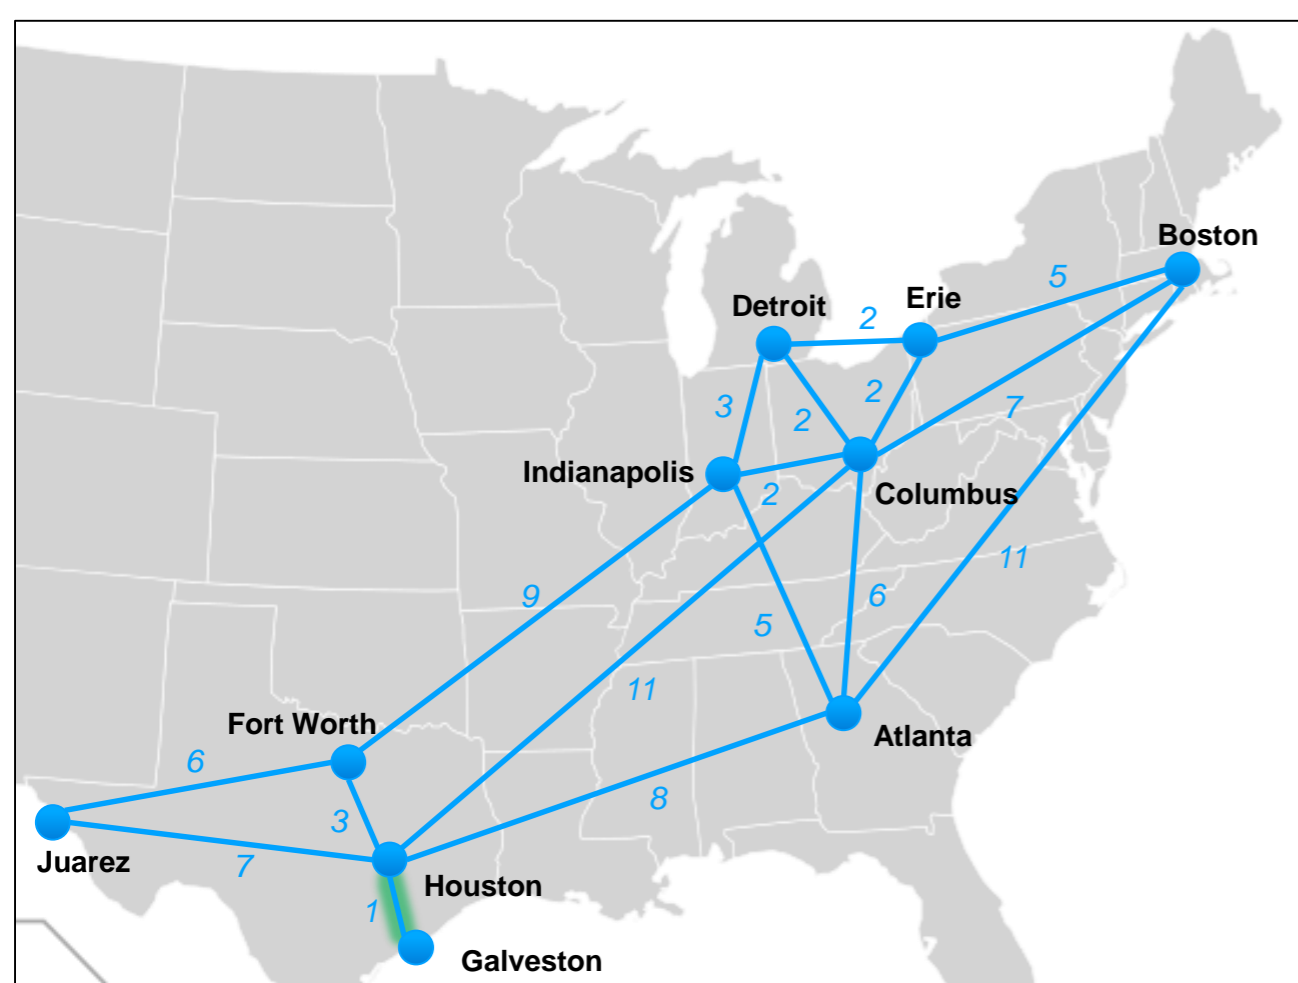 Boston
5
Erie
Detroit
2
2
3
2
7
Indianapolis
2
Columbus
11
9
6
5
11
Fort Worth
Atlanta
6
8
3
Juarez
7
Houston
1
Galveston